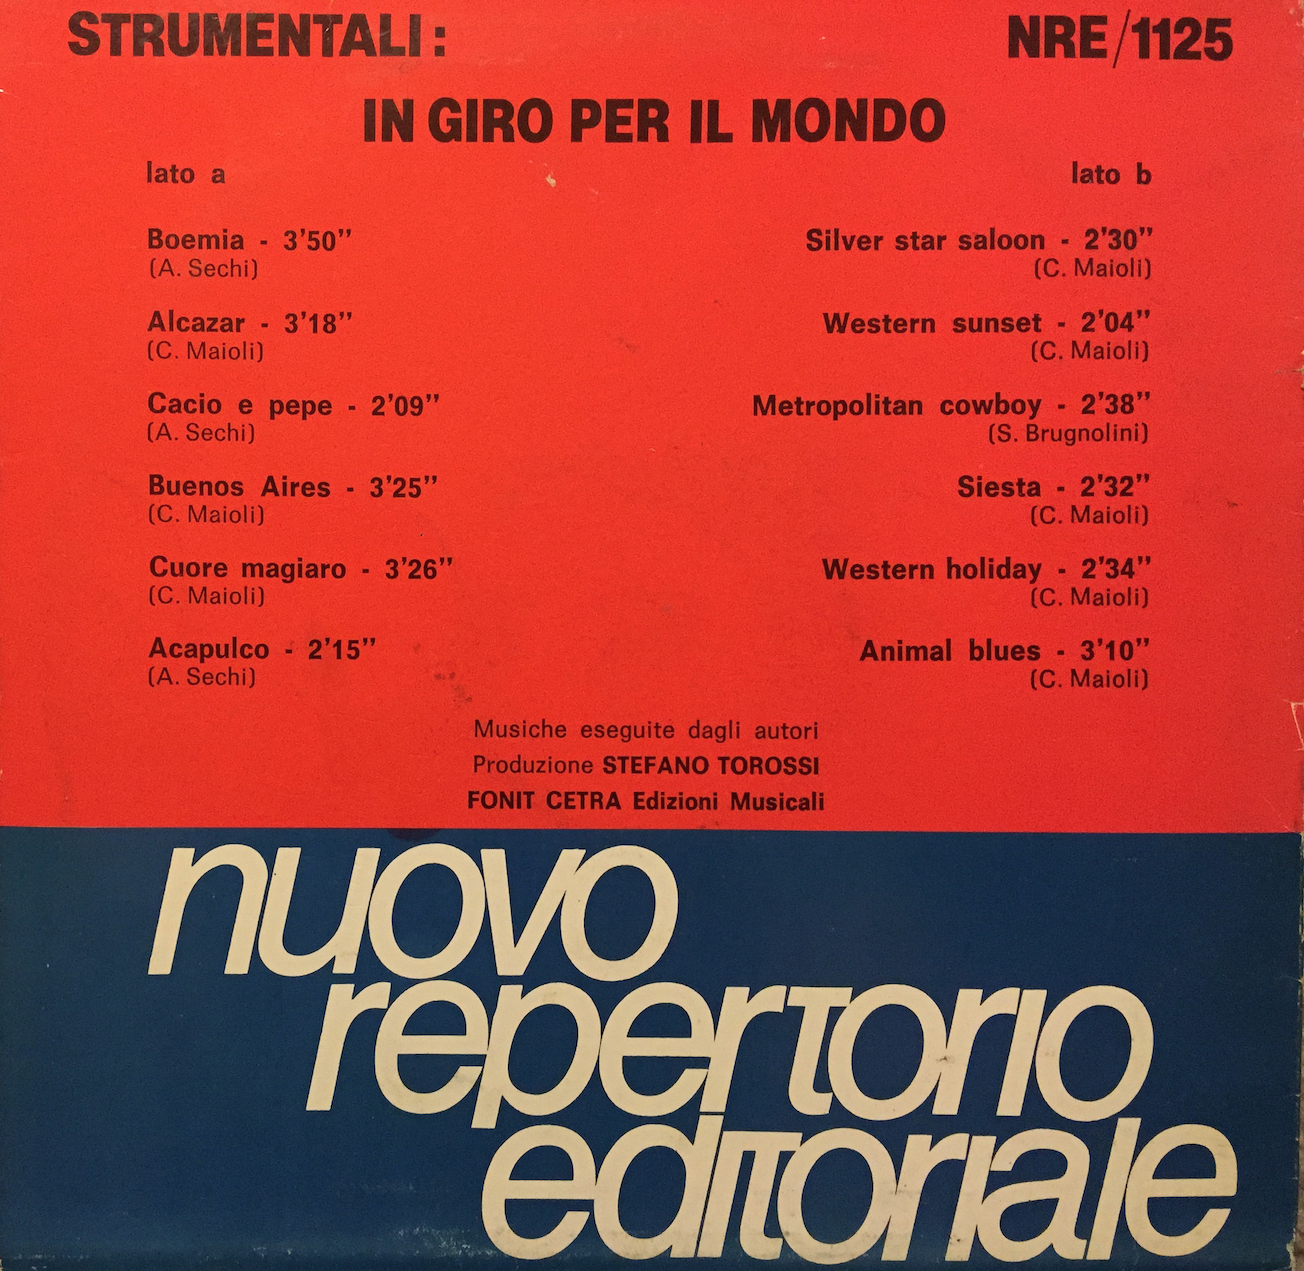 STRUMENTALI:
NRE/1125
IN GIRO PER IL MONDO
lato a
Boemia - 3'50"
(A. Sechi)
Alcazar - 3'18"
(C. Maioli)
Cacio e pepe - 2'09"
(A. Sechi)
Buenos Aires - 3'25"
(C. Maioli)
Cuore magiaro - 3'26"
(C. Maioli)
Acapulco - 2'15"
(A. Sechi)
lato b
Silver star saloon - 2'30"
(C. Maioli)
Western sunset - 2'04"
(C. Maioli)
Metropolitan cowboy - 2'38"
(S. Brugnolini)
Siesta - 2'32"
(C. Maioli)
Western holiday - 2'34"
(C. Maioli)
Animal blues - 3'10"
(C. Maioli)
Musiche eseguite dagli autori
Produzione STEFANO TOROSSI
FONIT CETRA Edizioni Musicali
nuovo
repertorio
editoriale